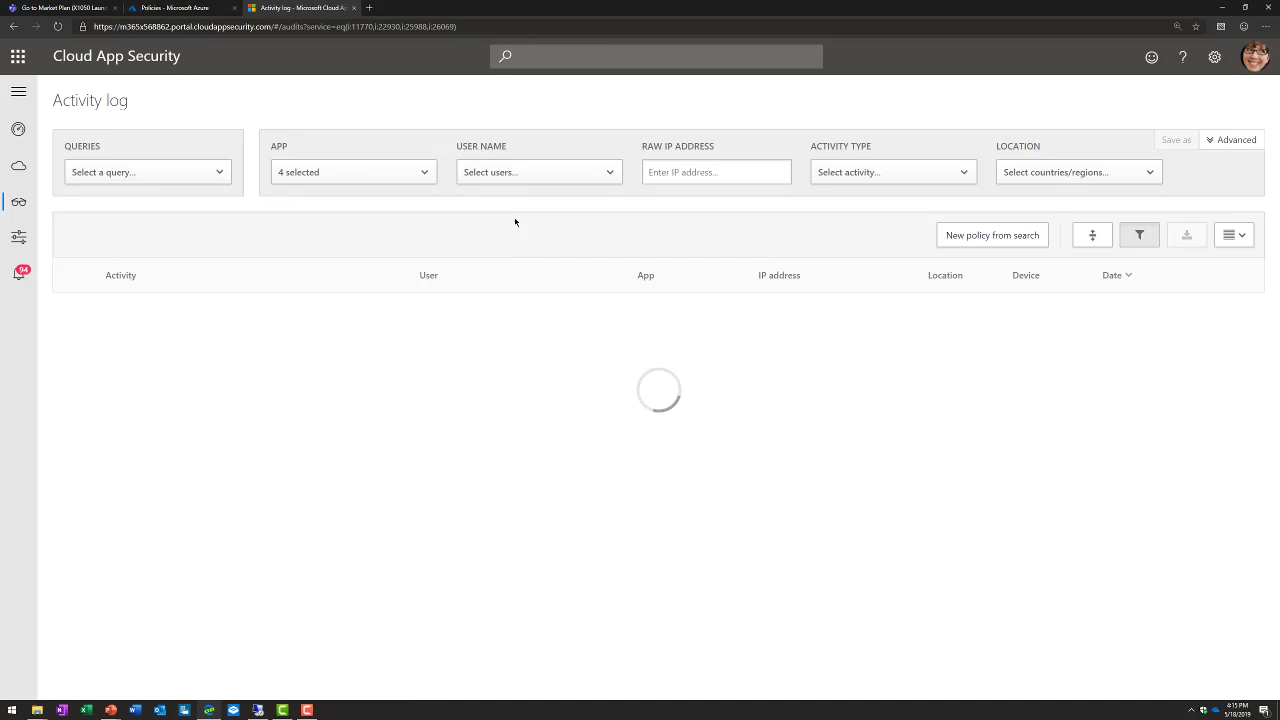 Go to Market Plan (X1050 Laun
Policies - Microsoft Azure
Activity log - Microsoft Cloud A
https://m365x568862.portal.cloudappsecurity.com/#/audits?service=eq(i:11770,i:22930,i:25988,i:26069)
Cloud App Security
Activity log
QUERIES
APP
USER NAME
RAW IP ADDRESS
ACTIVITY TYPE
LOCATION
Save as
Advanced
Select a query...
4 selected
Select users...
Enter IP address...
Select activity...
Select countries/regions...
New policy from search
Activity
User
App
IP address
Location
Device
Date
94
4:15 PM
5/18/2019